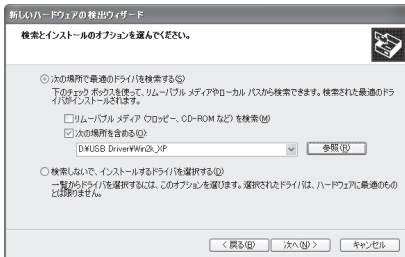 新しいハードウェアの検出ウィザード
検索とインストールのオプションを選んでください。
次の場所で最適のドライバを検索する(S)
下のチェック ボックスを使って、リムーバブル メディアやローカル パスから検索できます。検索された最適のドラ
イバがインストールされます。
リムーバブル メディア (フロッピー、CD-ROM など) を検索(M)
次の場所を含める(O):
D¥USB Driver¥Win2k_XP
参照(R)
検索しないで、インストールするドライバを選択する(D)
一覧からドライバを選択するには、このオプションを選びます。選択されたドライバは、ハードウェアに最適のもの
とは限りません。
< 戻る(B)
次へ(N) >
キャンセル